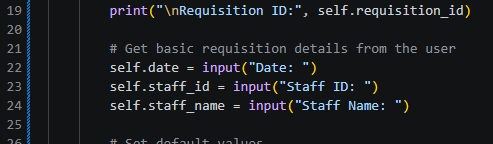 19 print("\nRequisition ID:", self.requisition_id)
20
21 # Get basic requisition details from the user
22 self.date = input("Date: ")
23 self.staff_id = input("Staff ID: ")
24 self.staff_name = input("Staff Name: ")
25
26 # Set default values